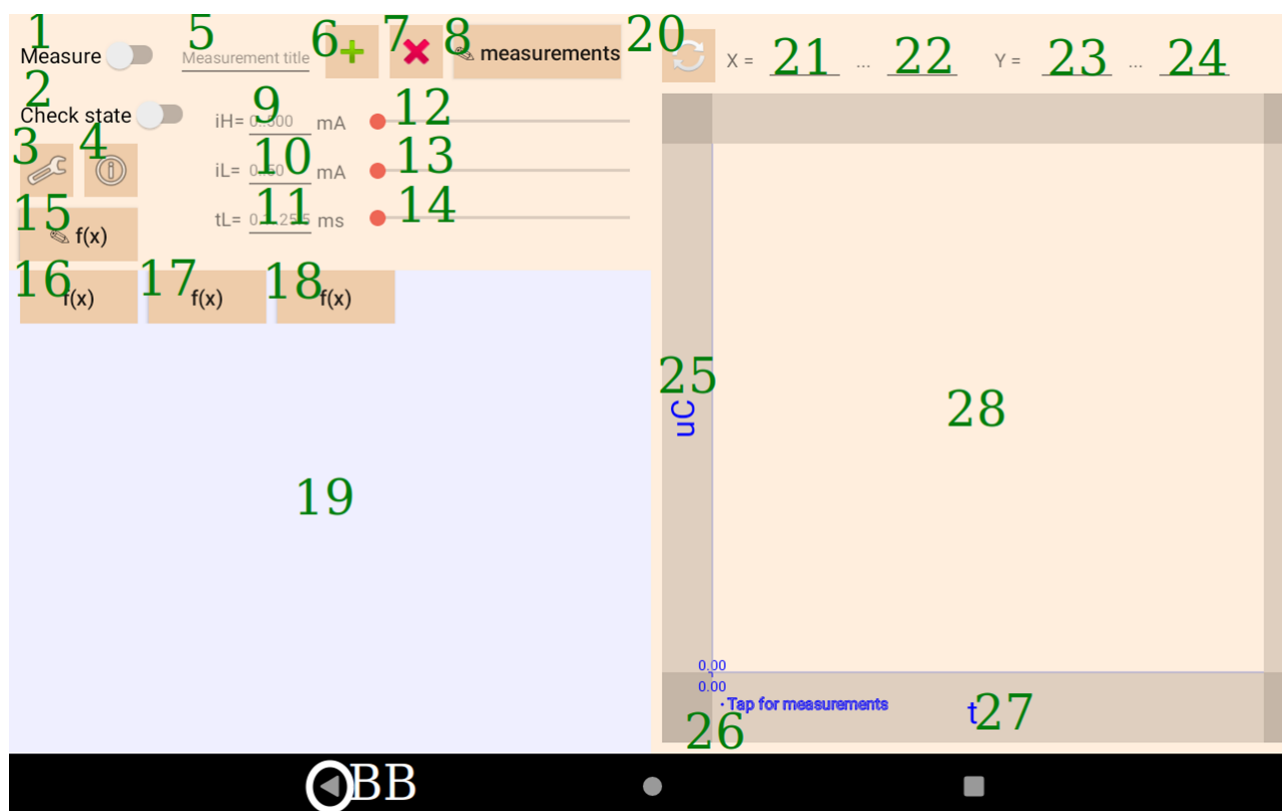 1
5
6
7
8
20
21
22
23
24
Measure
Measurement title
measurements
X =
...
Y =
...
2
Check state
9
iH=
mA
12
3
4
10
iL=
mA
13
15
11
tL=
ms
14
f(x)
16
f(x)
17
f(x)
18
f(x)
25
uC
28
19
0.00
0.00
Tap for measurements
26
t
27
BB